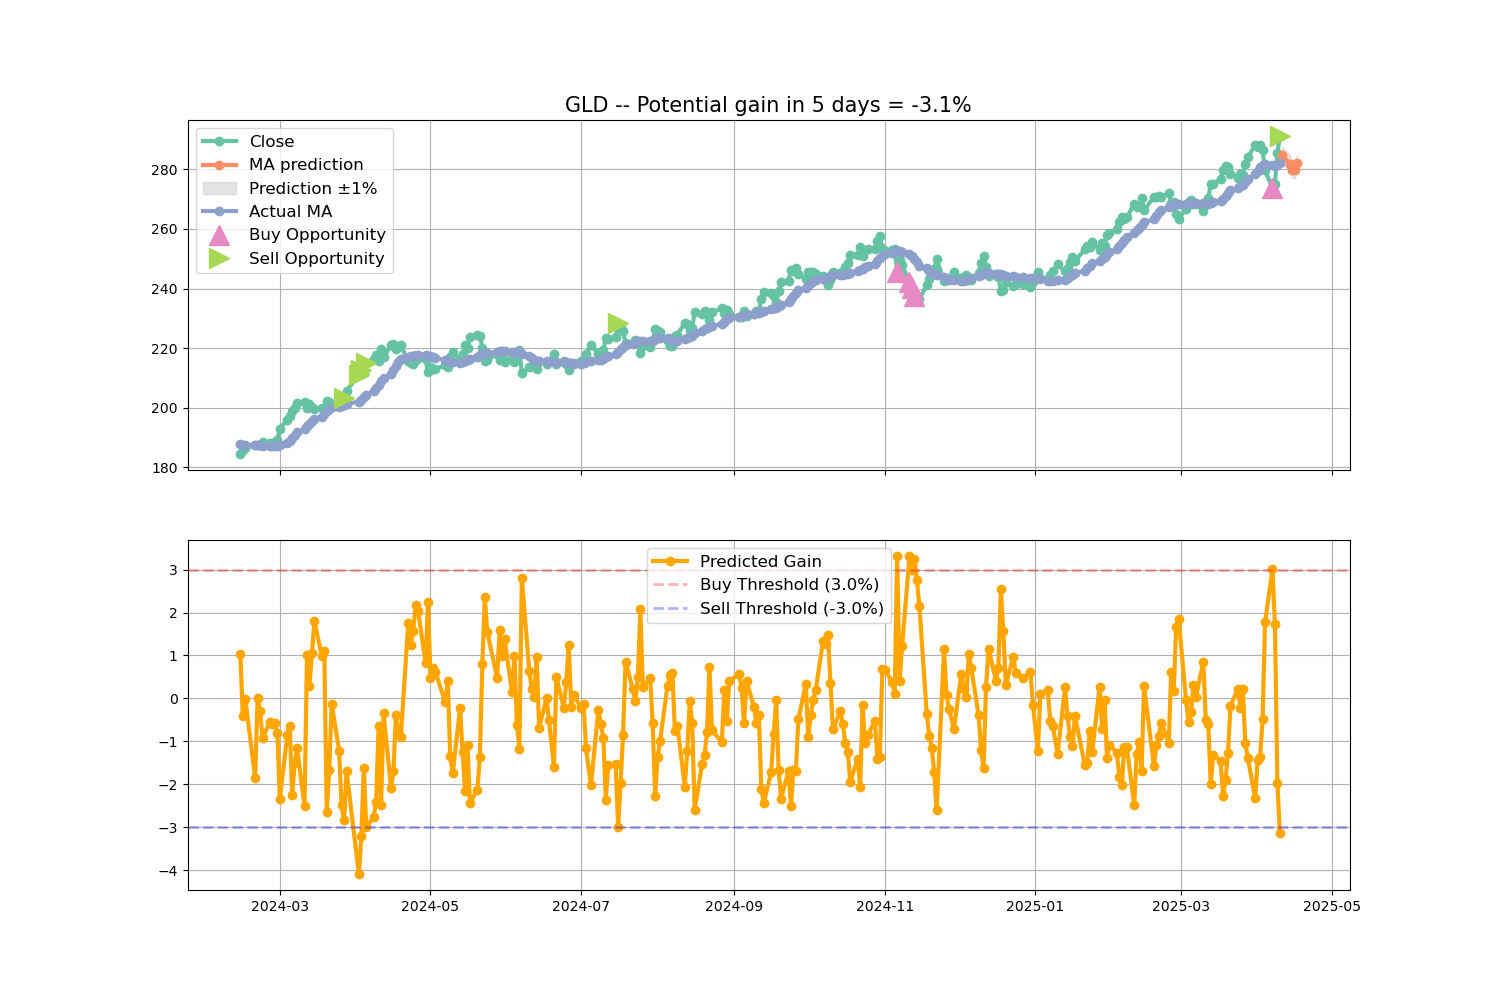 GLD -- Potential gain in 5 days = -3.1%
Close
MA prediction
Prediction ±1%
Actual MA
Buy Opportunity
Sell Opportunity
280
260
240
220
200
180
Predicted Gain
Buy Threshold (3.0%)
Sell Threshold (-3.0%)
3
2
1
0
−1
−2
−3
−4
2024-03 2024-05 2024-07 2024-09 2024-11 2025-01 2025-03 2025-05